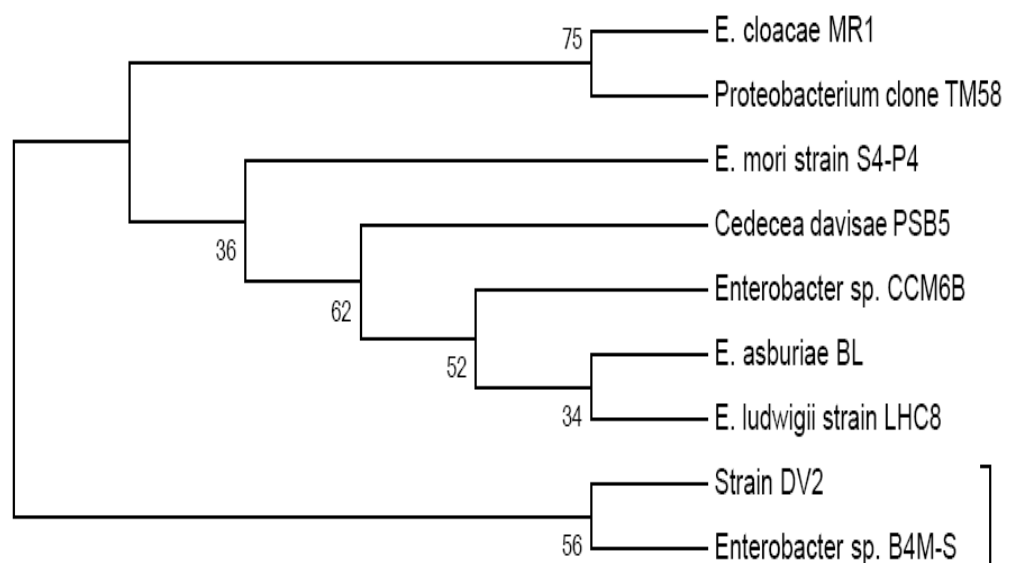 75
E. cloacae MR1
Proteobacterium clone TM58
E. mori strain S4-P4
36
Cedecea davisae PSB5
62
Enterobacter sp. CCM6B
52
E. asburiae BL
34
E. ludwigii strain LHC8
Strain DV2
56
Enterobacter sp. B4M-S